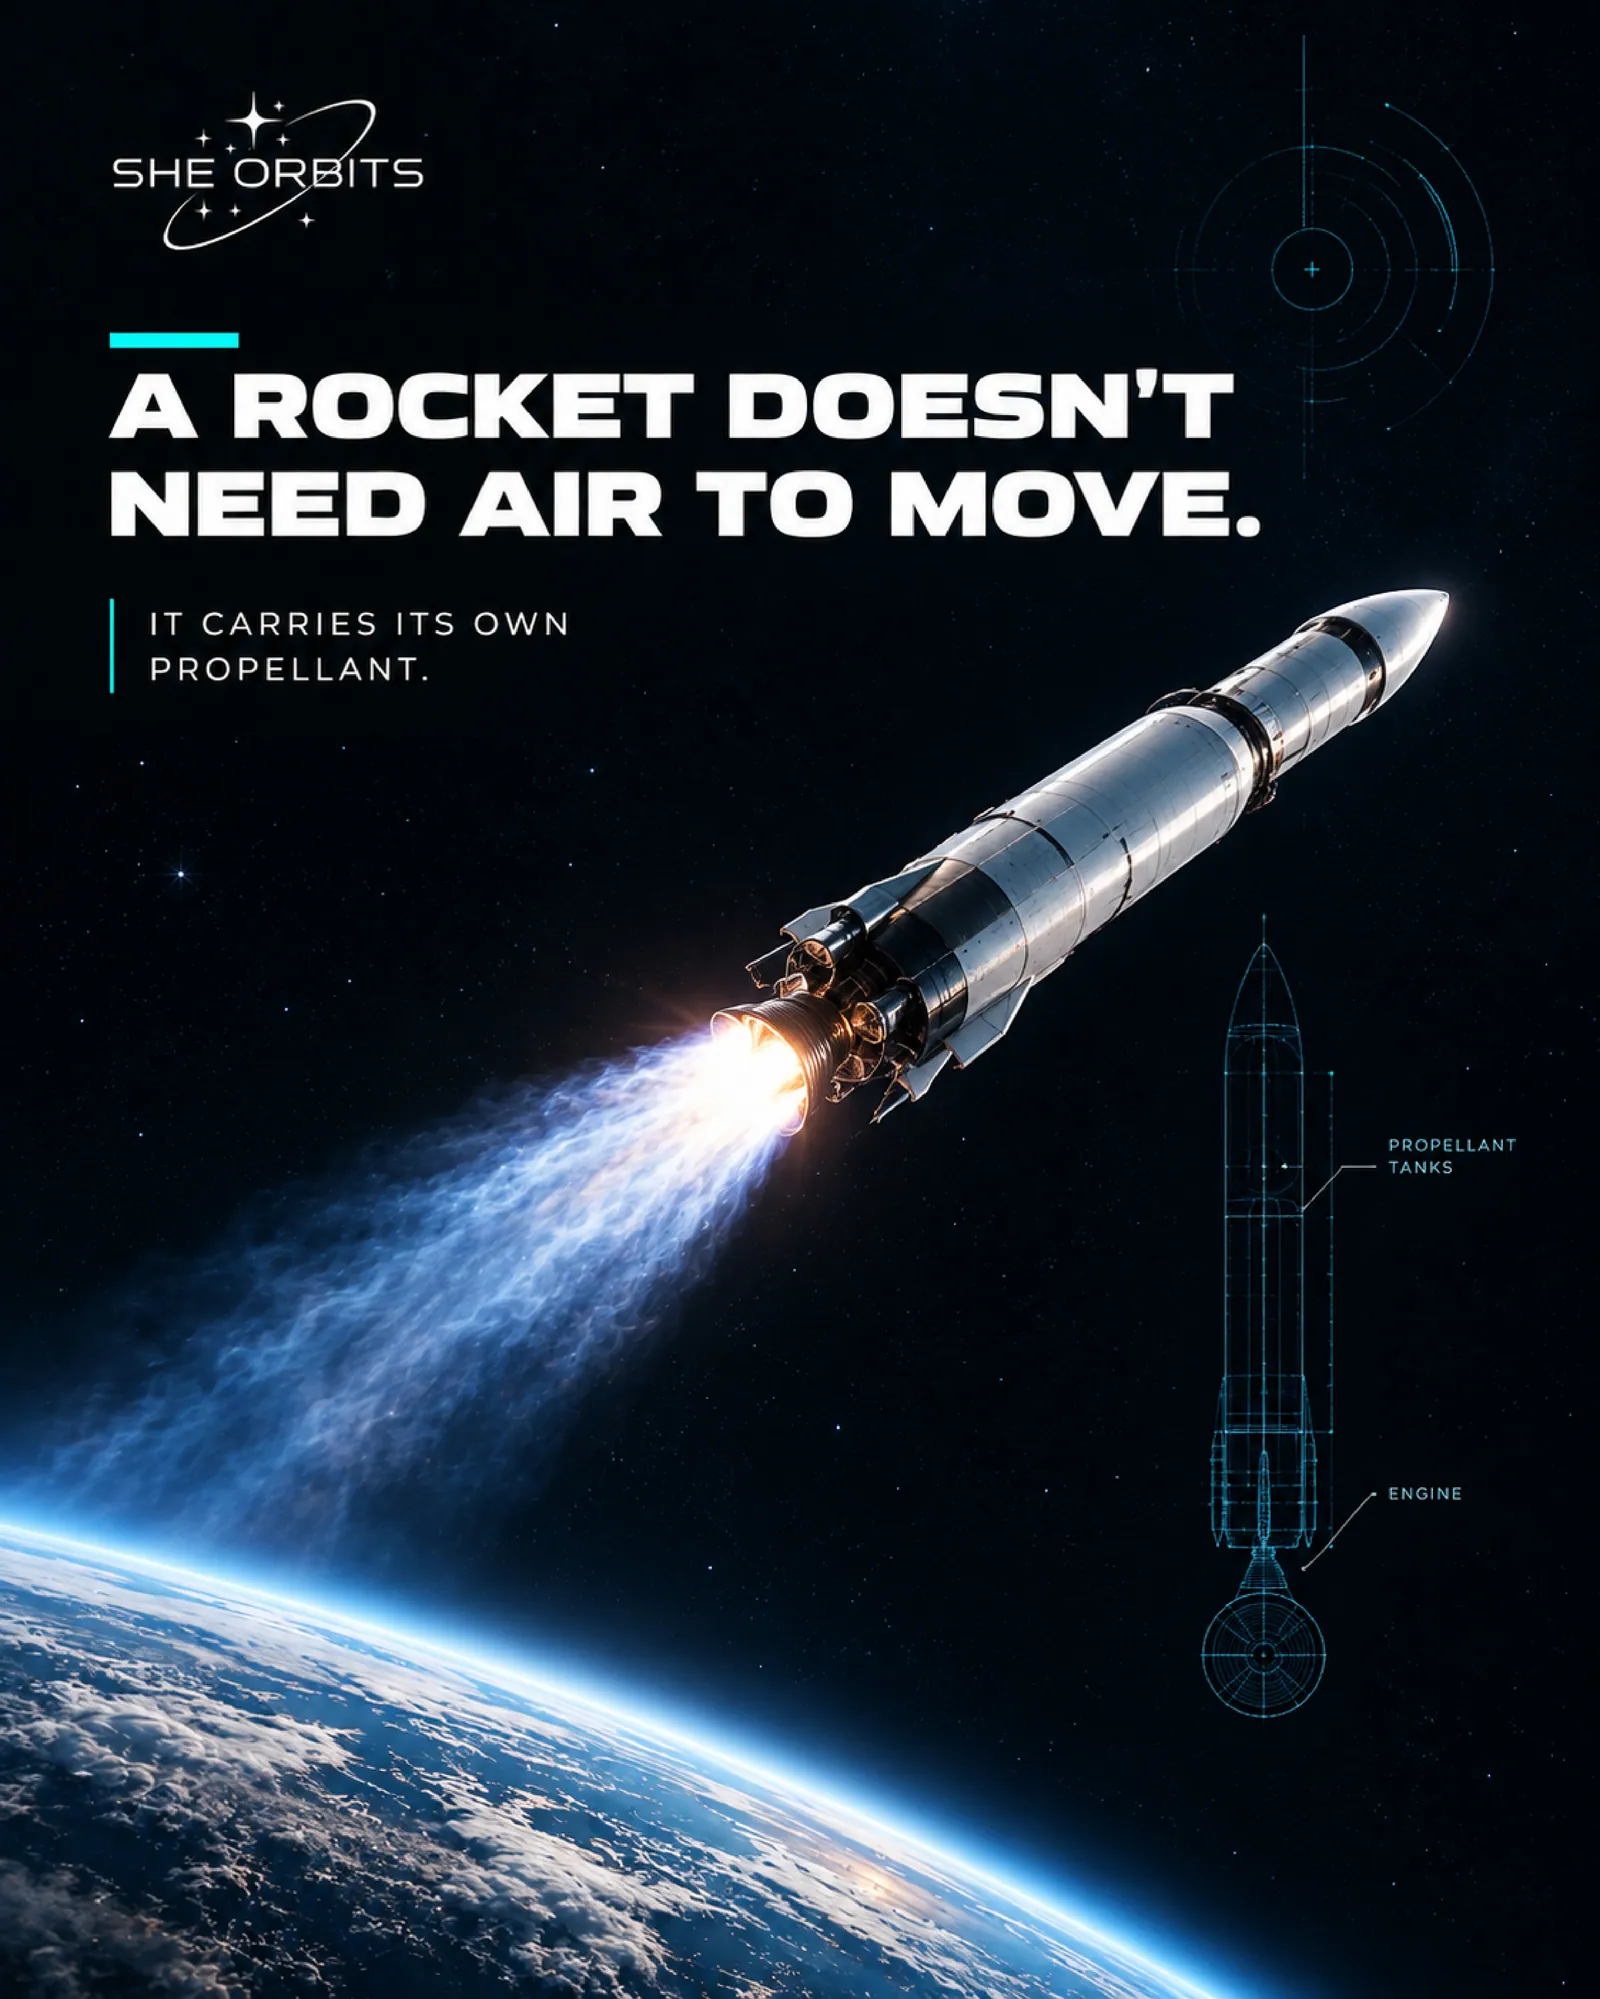 SHE ORBITS
A ROCKET DOESN'T
NEED AIR TO MOVE.
IT CARRIES ITS OWN
PROPELLANT.
PROPELLANT
TANKS
ENGINE